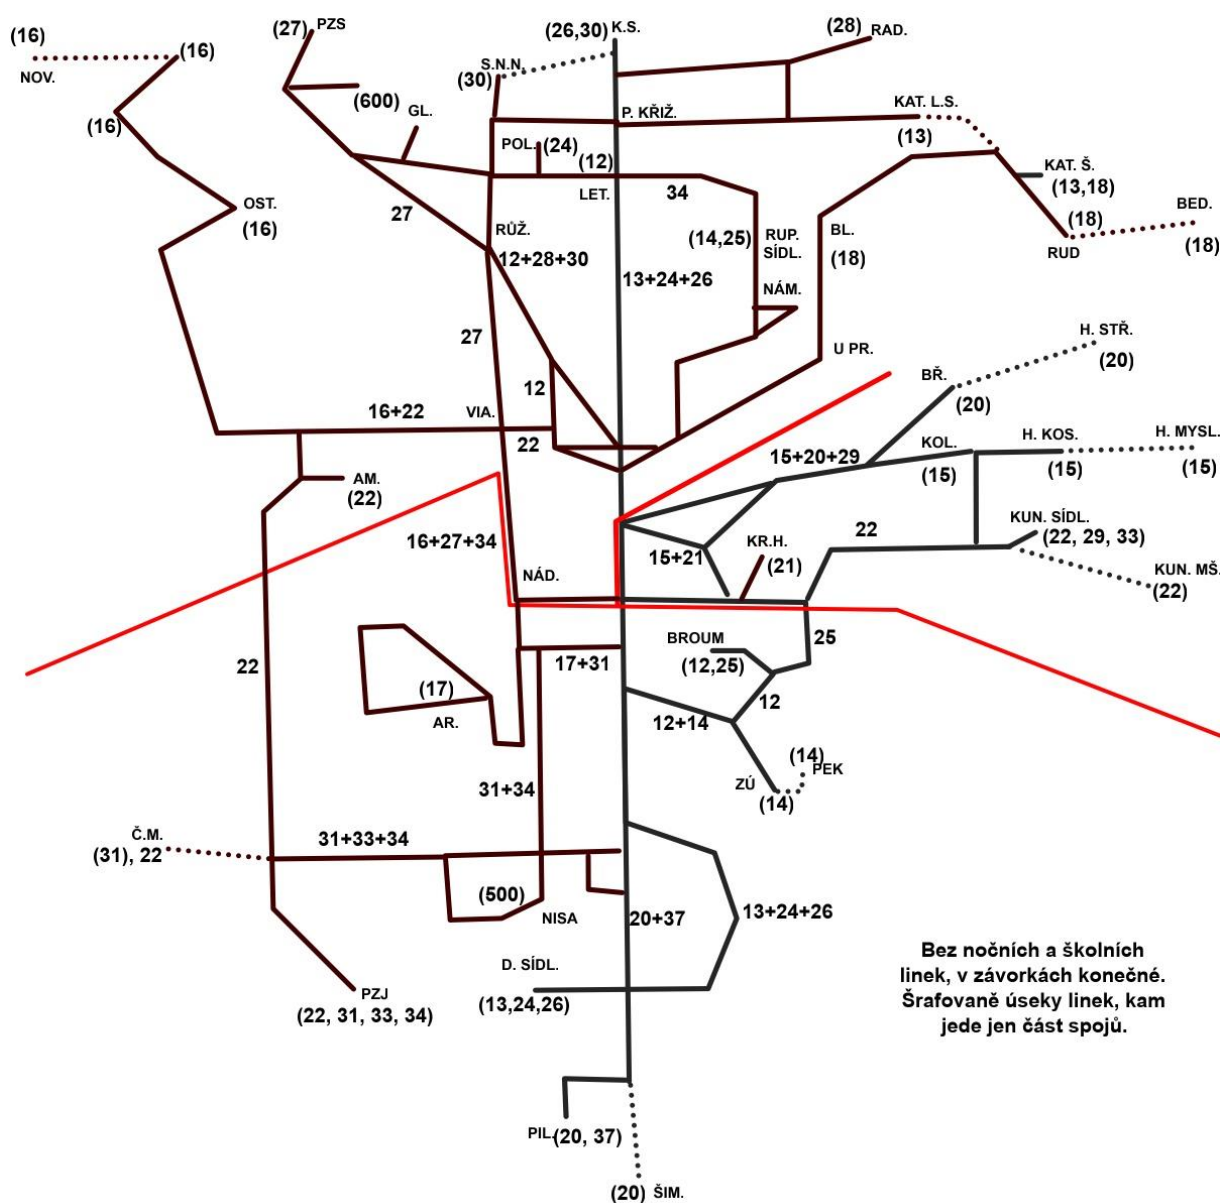 (16)
(16)
NOV.
(27)
PZS
(26,30)
K.S.
(28)
RAD.
S.N.N.
(30)
(600)
GL.
(16)
P. KŘIŽ.
KAT. L.S.
(13)
POL.
(24)
(12)
LET.
34
KAT. Š.
(13,18)
OST.
(16)
27
RŮŽ.
12+28+30
(14,25)
RUP.
SÍDL.
BL.
(18)
(18)
RUD
BED.
(18)
13+24+26
NÁM.
27
U PR.
H. STŘ.
(20)
12
BŘ.
(20)
16+22
VIA.
22
15+20+29
KOL.
(15)
H. KOS.
(15)
H. MYSL.
(15)
AM.
(22)
16+27+34
22
KUN. SÍDL.
(22, 29, 33)
15+21
KR.H.
(21)
KUN. MŠ.
(22)
NÁD.
22
17+31
BROUM
(12,25)
25
(17)
AR.
12+14
12
(14)
PEK
ZÚ
(14)
31+34
Č.M.
(31), 22
31+33+34
(500)
NISA
20+37
13+24+26
D. SÍDL.
(13,24,26)
PZJ
(22, 31, 33, 34)
Bez nočních a školních
linek, v závorkách konečné.
Šrafovaně úseky linek, kam
jede jen část spojů.
PIL.
(20, 37)
(20)
ŠIM.